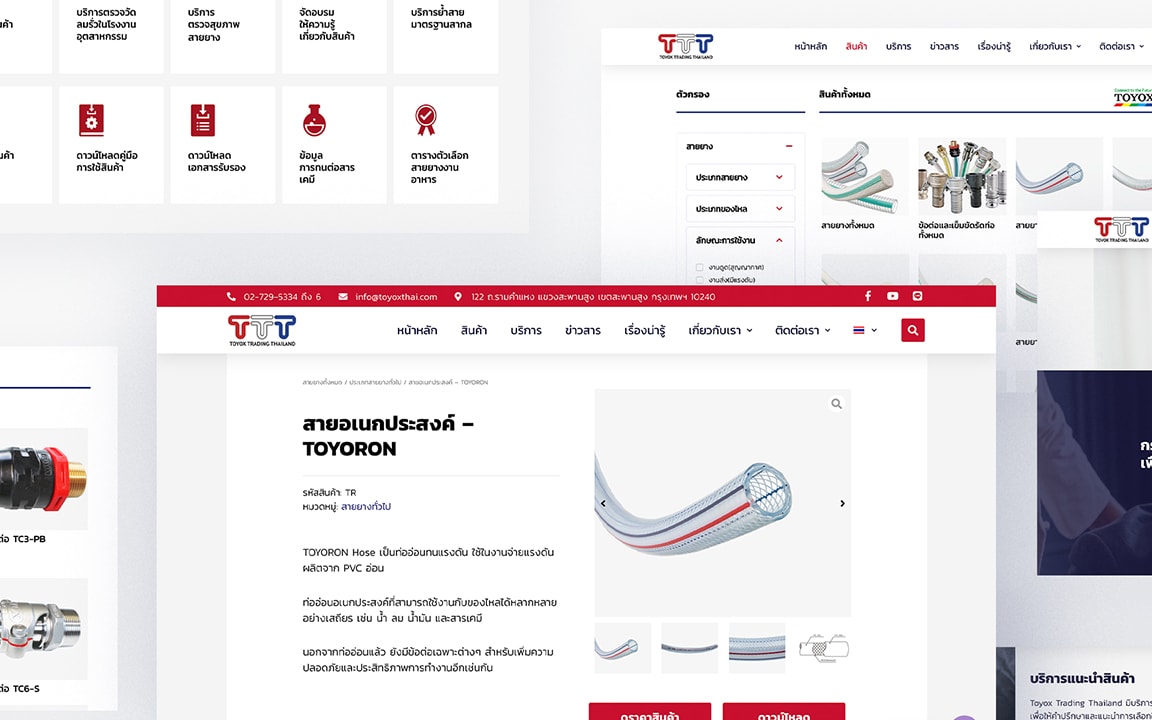 บริการตรวจวัด
ลมรั่วในโรงงาน
อุตสาหกรรม
บริการ
ตรวจสุขภาพ
สายยาง
จัดอบรม
ให้ความรู้
เกี่ยวกับสินค้า
บริการย้ำสาย
มาตรฐานสากล
ดาวน์โหลดคู่มือ
การใช้สินค้า
ดาวน์โหลด
เอกสารรับรอง
ข้อมูล
การทนต่อสาร
เคมี
ตารางตัวเลือก
สายยางงาน
อาหาร
TTT
TOYOX TRADING THAILAND
หน้าหลัก สินค้า บริการ ข่าวสาร เรื่องน่ารู้ เกี่ยวกับเรา ติดต่อเรา
ตัวกรอง
สินค้าทั้งหมด
TOYOX
สายยาง
ประเภทสายยาง
ประเภทของไหล
ลักษณะการใช้งาน
งานดูด(สุญญากาศ)
งานส่ง(มีแรงดัน)
สายยางทั้งหมด
ข้อต่อและเข็มขัดรัดท่อ
ทั้งหมด
TTT
TOYOX TRADING THAILAND
02-729-5334 ถึง 6 info@toyoxthai.com 122 ถ.รามคำแหง แขวงสะพานสูง เขตสะพานสูง กรุงเทพฯ 10240
TTT
TOYOX TRADING THAILAND
หน้าหลัก สินค้า บริการ ข่าวสาร เรื่องน่ารู้ เกี่ยวกับเรา ติดต่อเรา
สายยางทั้งหมด / ประเภทสายยางทั่วไป / สายอเนกประสงค์ – TOYORON
สายอเนกประสงค์ –
TOYORON
รหัสสินค้า: TR
หมวดหมู่: สายยางทั่วไป
TOYORON Hose เป็นท่ออ่อนทนแรงดัน ใช้ในงานจ่ายแรงดัน
ผลิตจาก PVC อ่อน
ท่ออ่อนอเนกประสงค์ที่สามารถใช้งานกับของไหลได้หลากหลาย
อย่างเสถียร เช่น น้ำ ลม น้ำมัน และสารเคมี
นอกจากท่ออ่อนแล้ว ยังมีข้อต่อเฉพาะต่างๆ สำหรับเพิ่มความ
ปลอดภัยและประสิทธิภาพการทำงานอีกเช่นกัน
ดูราคาสินค้า
ดาวน์โหลด
TC3-PB
TC6-S
บริการแนะนำสินค้า
Toyox Trading Thailand มีบริการ
เพื่อให้คำปรึกษาและแนะนำการเลือกใ